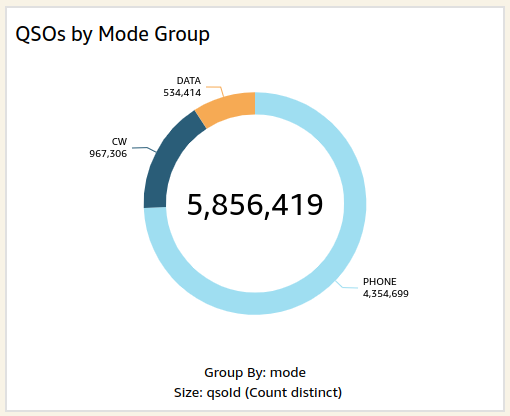 QSOs by Mode Group
DATA
534,414
CW
967,306
5,856,419
PHONE
4,354,699
Group By: mode
Size: qsoId (Count distinct)